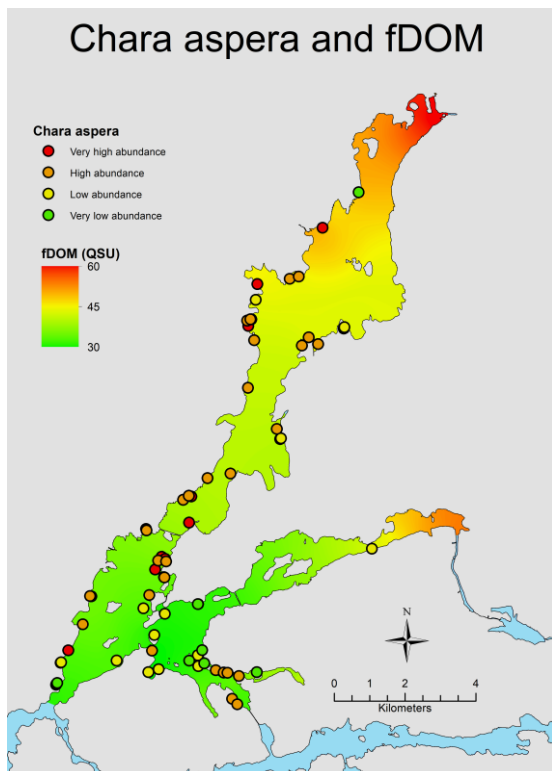 Chara aspera and fDOM
Chara aspera
Very high abundance
High abundance
Low abundance
Very low abundance
fDOM (QSU)
60
45
30
N
0 2 4
Kilometers